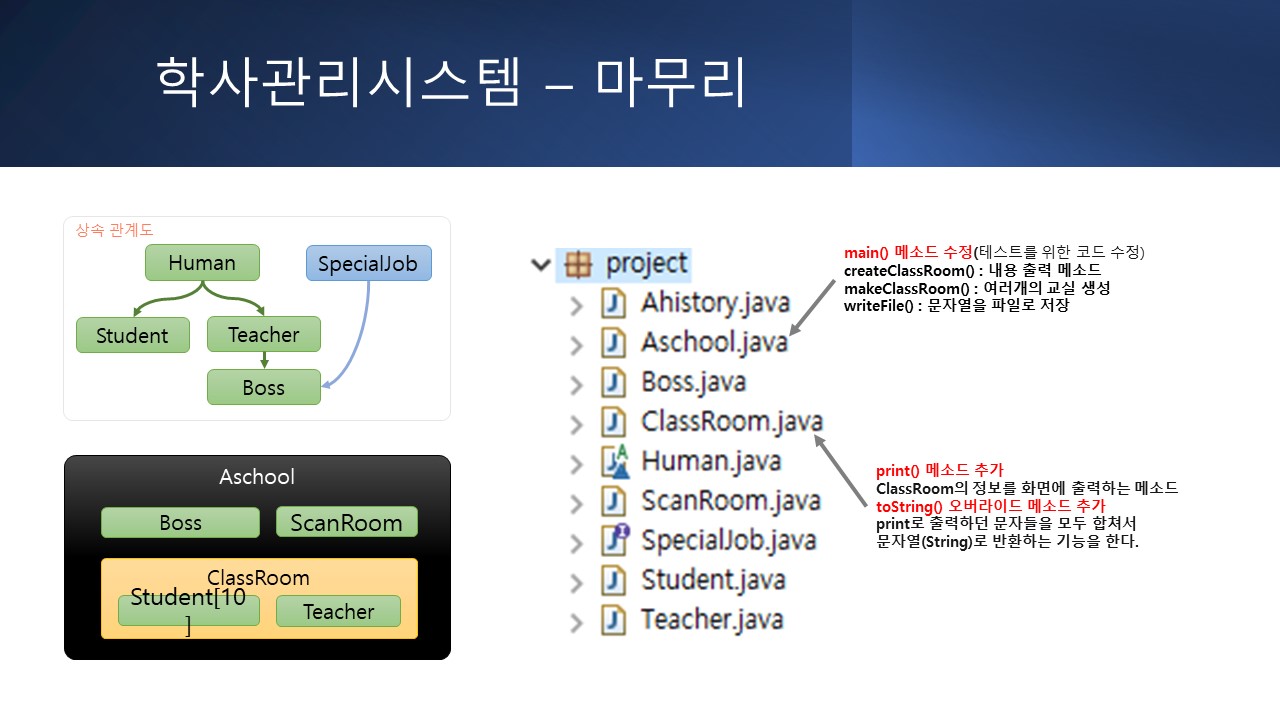 학사관리시스템 – 마무리
상속 관계도
Human
SpecialJob
Student
Teacher
Boss
Aschool
Boss
ScanRoom
ClassRoom
Student[10
]
Teacher
project
Ahistory.java
Aschool.java
Boss.java
ClassRoom.java
Human.java
ScanRoom.java
SpecialJob.java
Student.java
Teacher.java
main() 메소드 수정(테스트를 위한 코드 수정)
createClassRoom() : 내용 출력 메소드
makeClassRoom() : 여러개의 교실 생성
writeFile() : 문자열을 파일로 저장
print() 메소드 추가
ClassRoom의 정보를 화면에 출력하는 메소드
toString() 오버라이드 메소드 추가
print로 출력하던 문자들을 모두 합쳐서
문자열(String)로 반환하는 기능을 한다.